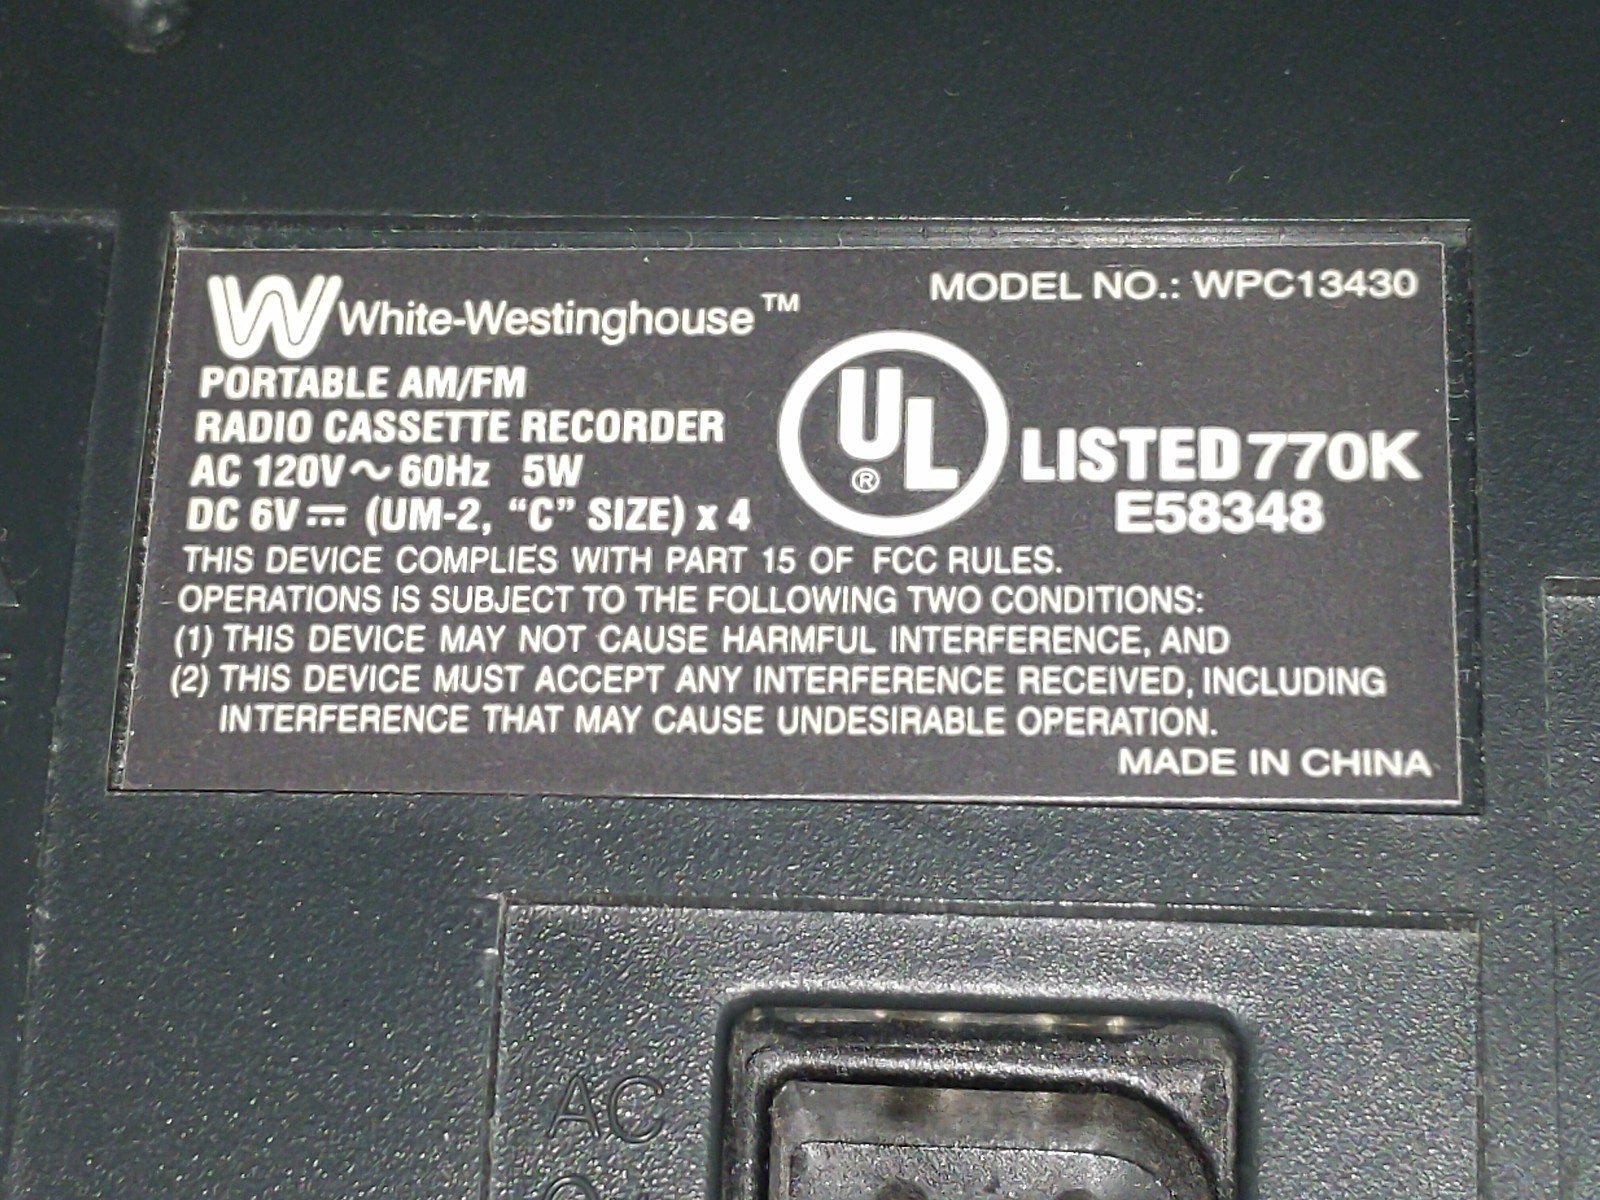 W White-Westinghouse™
MODEL NO.: WPC13430
PORTABLE AM/FM
RADIO CASSETTE RECORDER
AC 120V ~ 60Hz 5W
DC 6V ⎓ (UM-2, “C” SIZE) x 4
UL ® LISTED 770K
E58348
THIS DEVICE COMPLIES WITH PART 15 OF FCC RULES.
OPERATIONS IS SUBJECT TO THE FOLLOWING TWO CONDITIONS:
(1) THIS DEVICE MAY NOT CAUSE HARMFUL INTERFERENCE, AND
(2) THIS DEVICE MUST ACCEPT ANY INTERFERENCE RECEIVED, INCLUDING
INTERFERENCE THAT MAY CAUSE UNDESIRABLE OPERATION.
MADE IN CHINA
AC